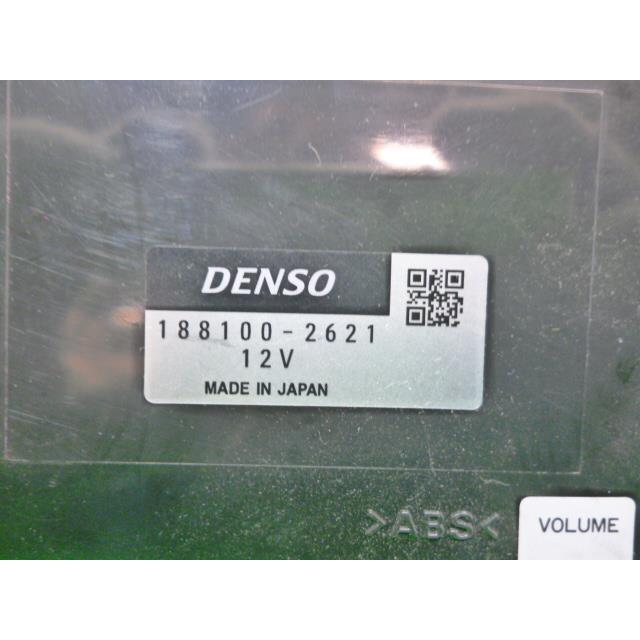 DENSO
188100-2621
12V
MADE IN JAPAN
>ABS<
VOLUME